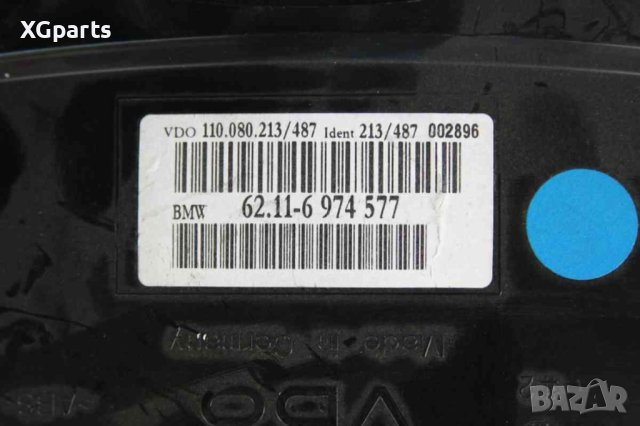 XGparts
VDO 110.080.213/487 Ident 213/487 002896
BMW 62.11-6 974 577
Made in Germany
VDO
BAZAR